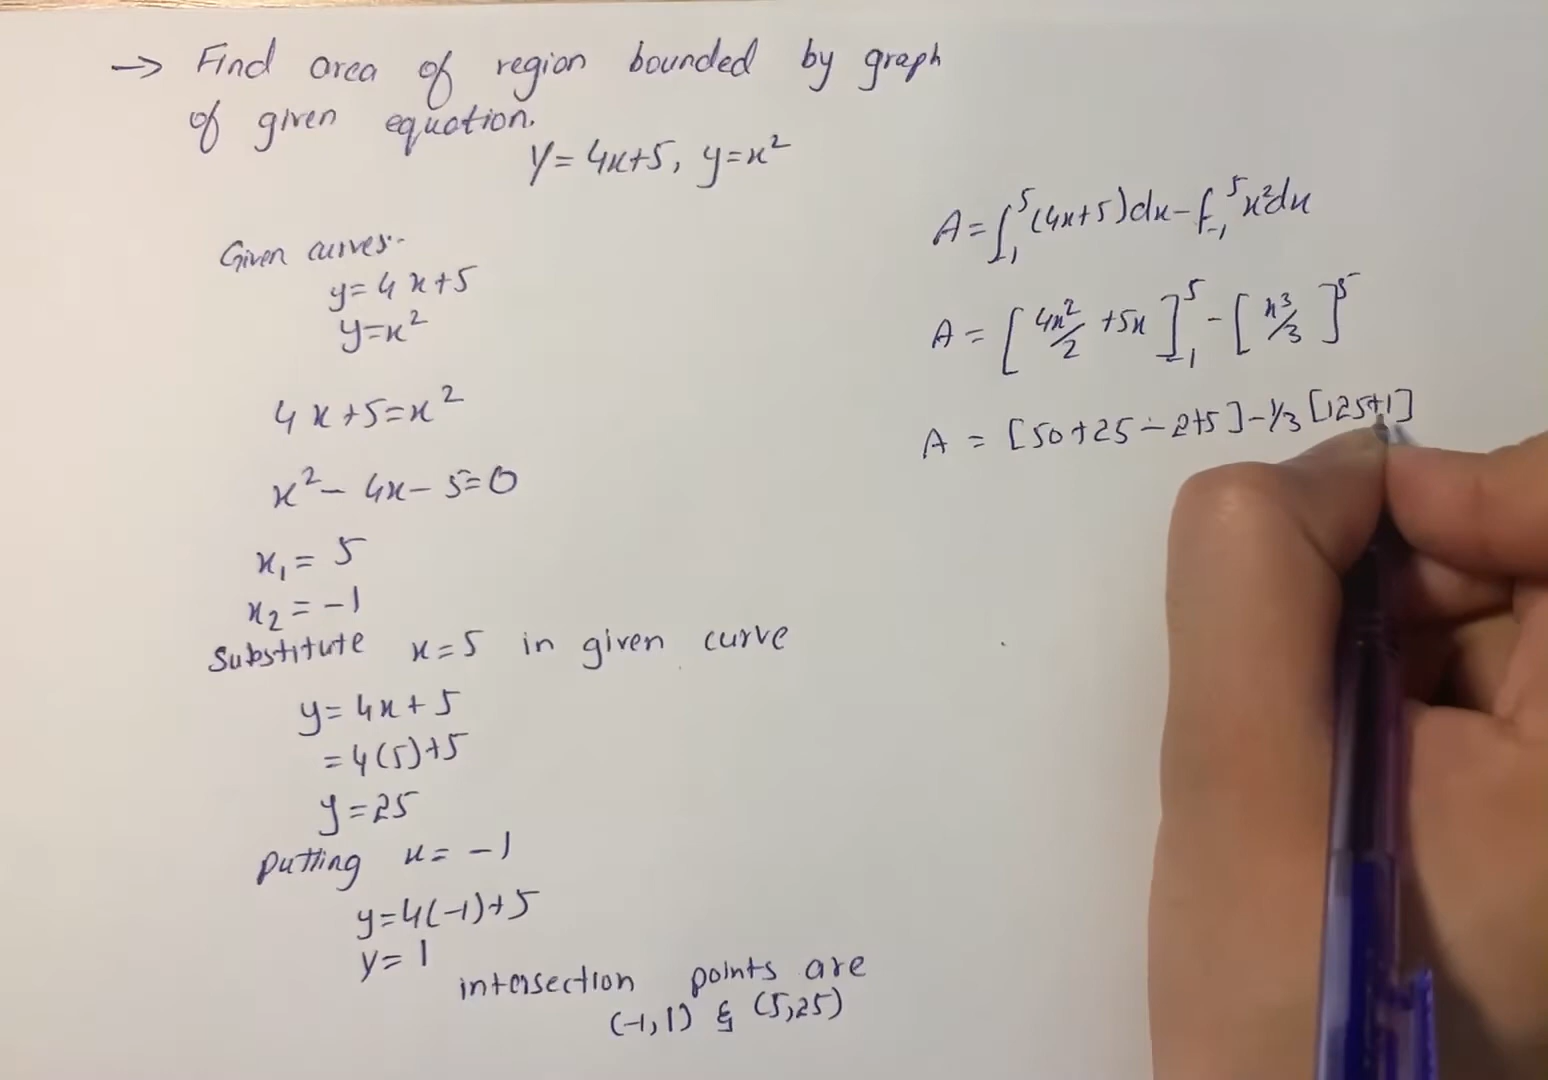 → Find area of region bounded by graph
of given equation.
y=4x+5, y=x²
Given curves:-
y=4x+5
y=x²
4x+5=x²
x²-4x-5=0
x₁=5
x₂=-1
Substitute x=5 in given curve
y=4x+5
=4(5)+5
y=25
Putting x=-1
y=4(-1)+5
y=1
intersection points are
(-1,1) & (5,25)
A=∫₋₁⁵(4x+5)dx-∫₋₁⁵x²dx
A=[4x²/2+5x]₋₁⁵-[x³/3]⁵
A=[50+25-2+5]-1/3[125+1]